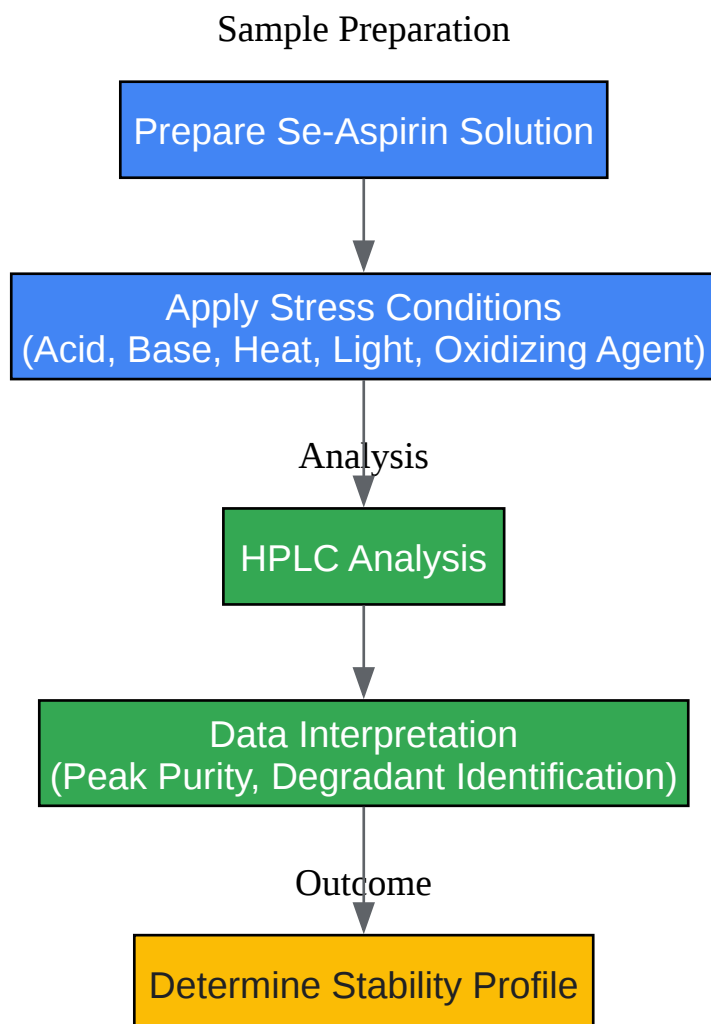 Sample Preparation
Prepare Se-Aspirin Solution
Apply Stress Conditions
(Acid, Base, Heat, Light, Oxidizing Agent)
Analysis
HPLC Analysis
Data Interpretation
(Peak Purity, Degradant Identification)
Outcome
Determine Stability Profile